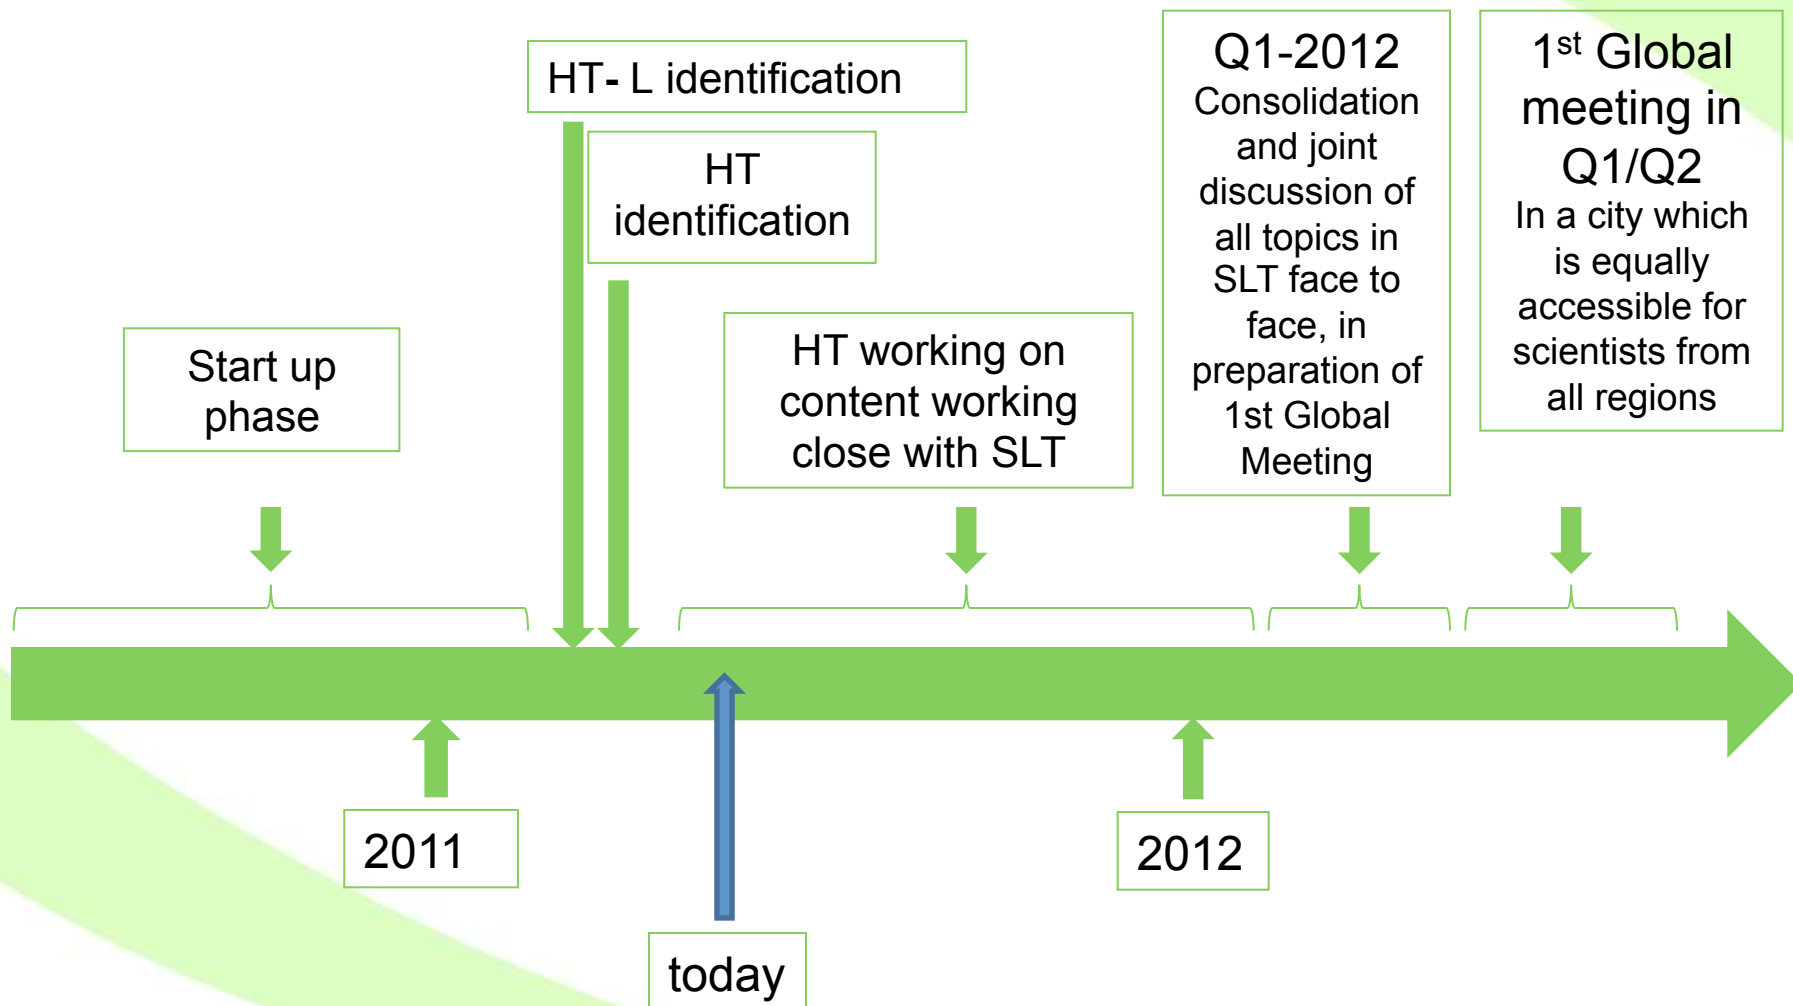 HT- L identification
HT
identification
Start up
phase
HT working on
content working
close with SLT
Q1-2012
Consolidation
and joint
discussion of
all topics in
SLT face to
face, in
preparation of
1st Global
Meeting
1st Global
meeting in
Q1/Q2
In a city which
is equally
accessible for
scientists from
all regions
2011
2012
today